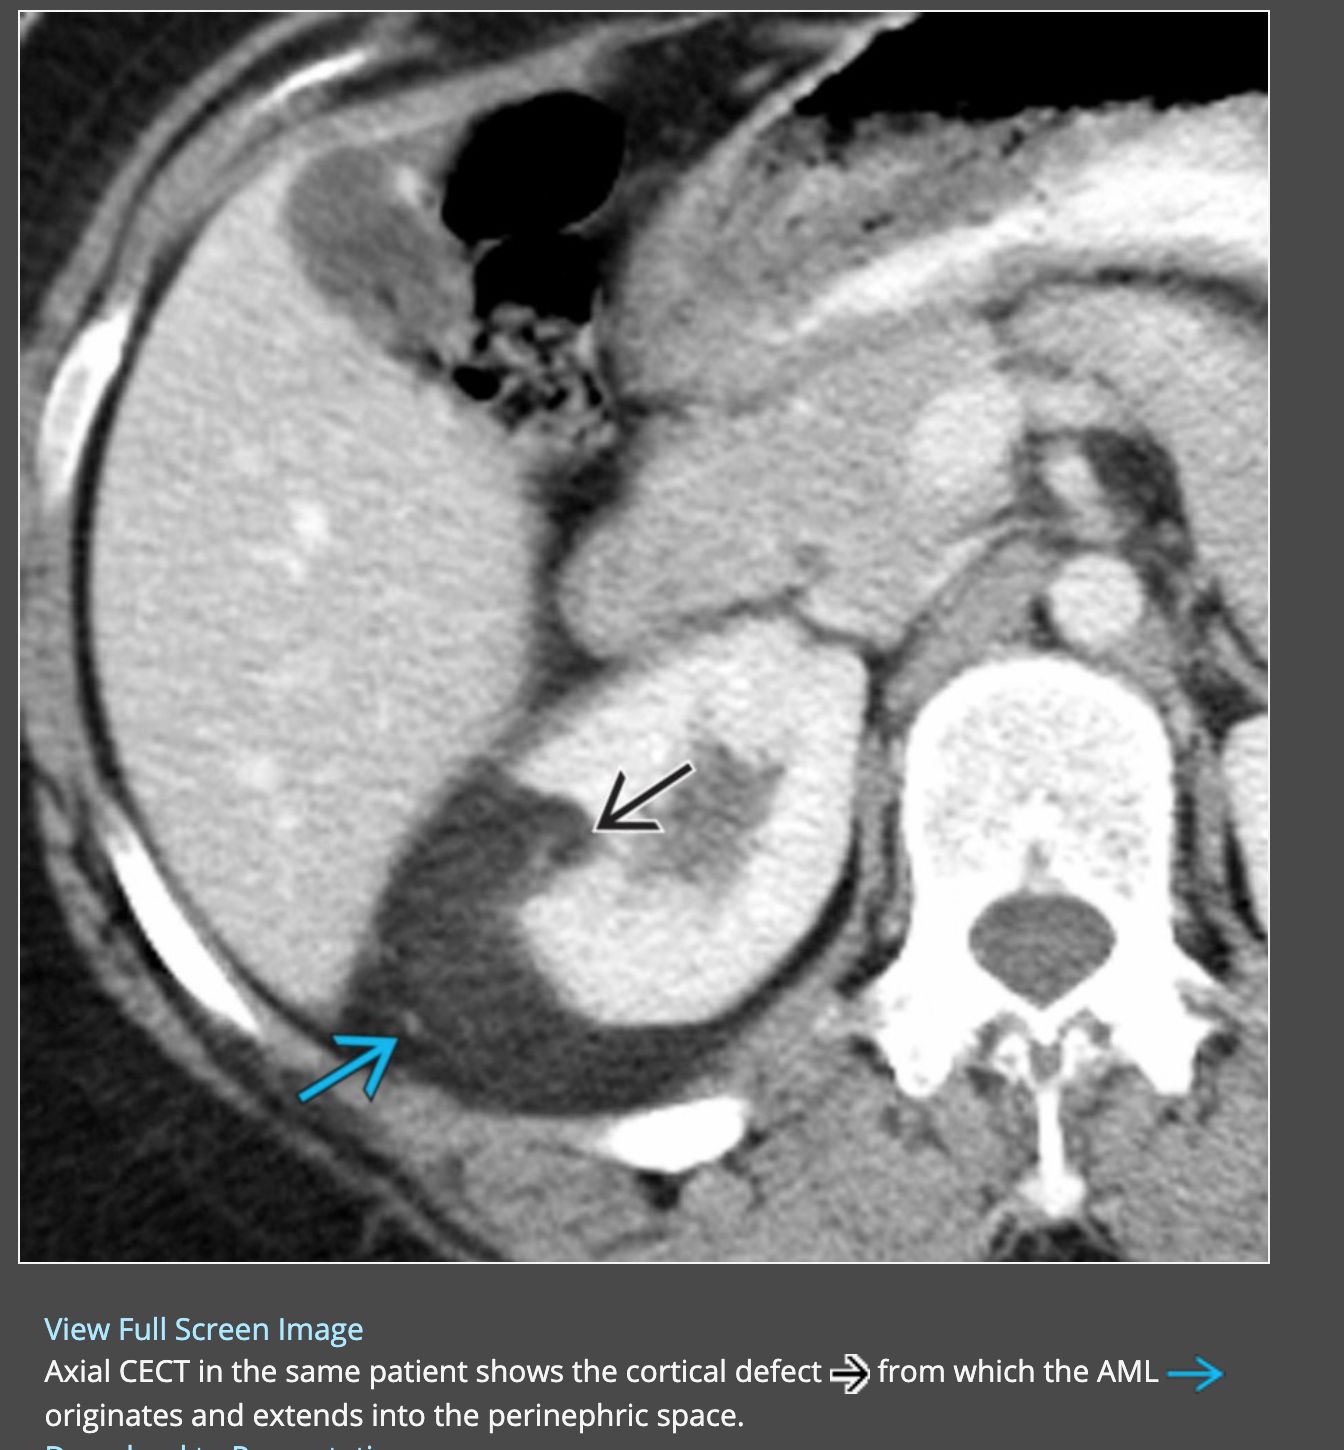 View Full Screen Image
Axial CECT in the same patient shows the cortical defect from which the AML
originates and extends into the perinephric space.